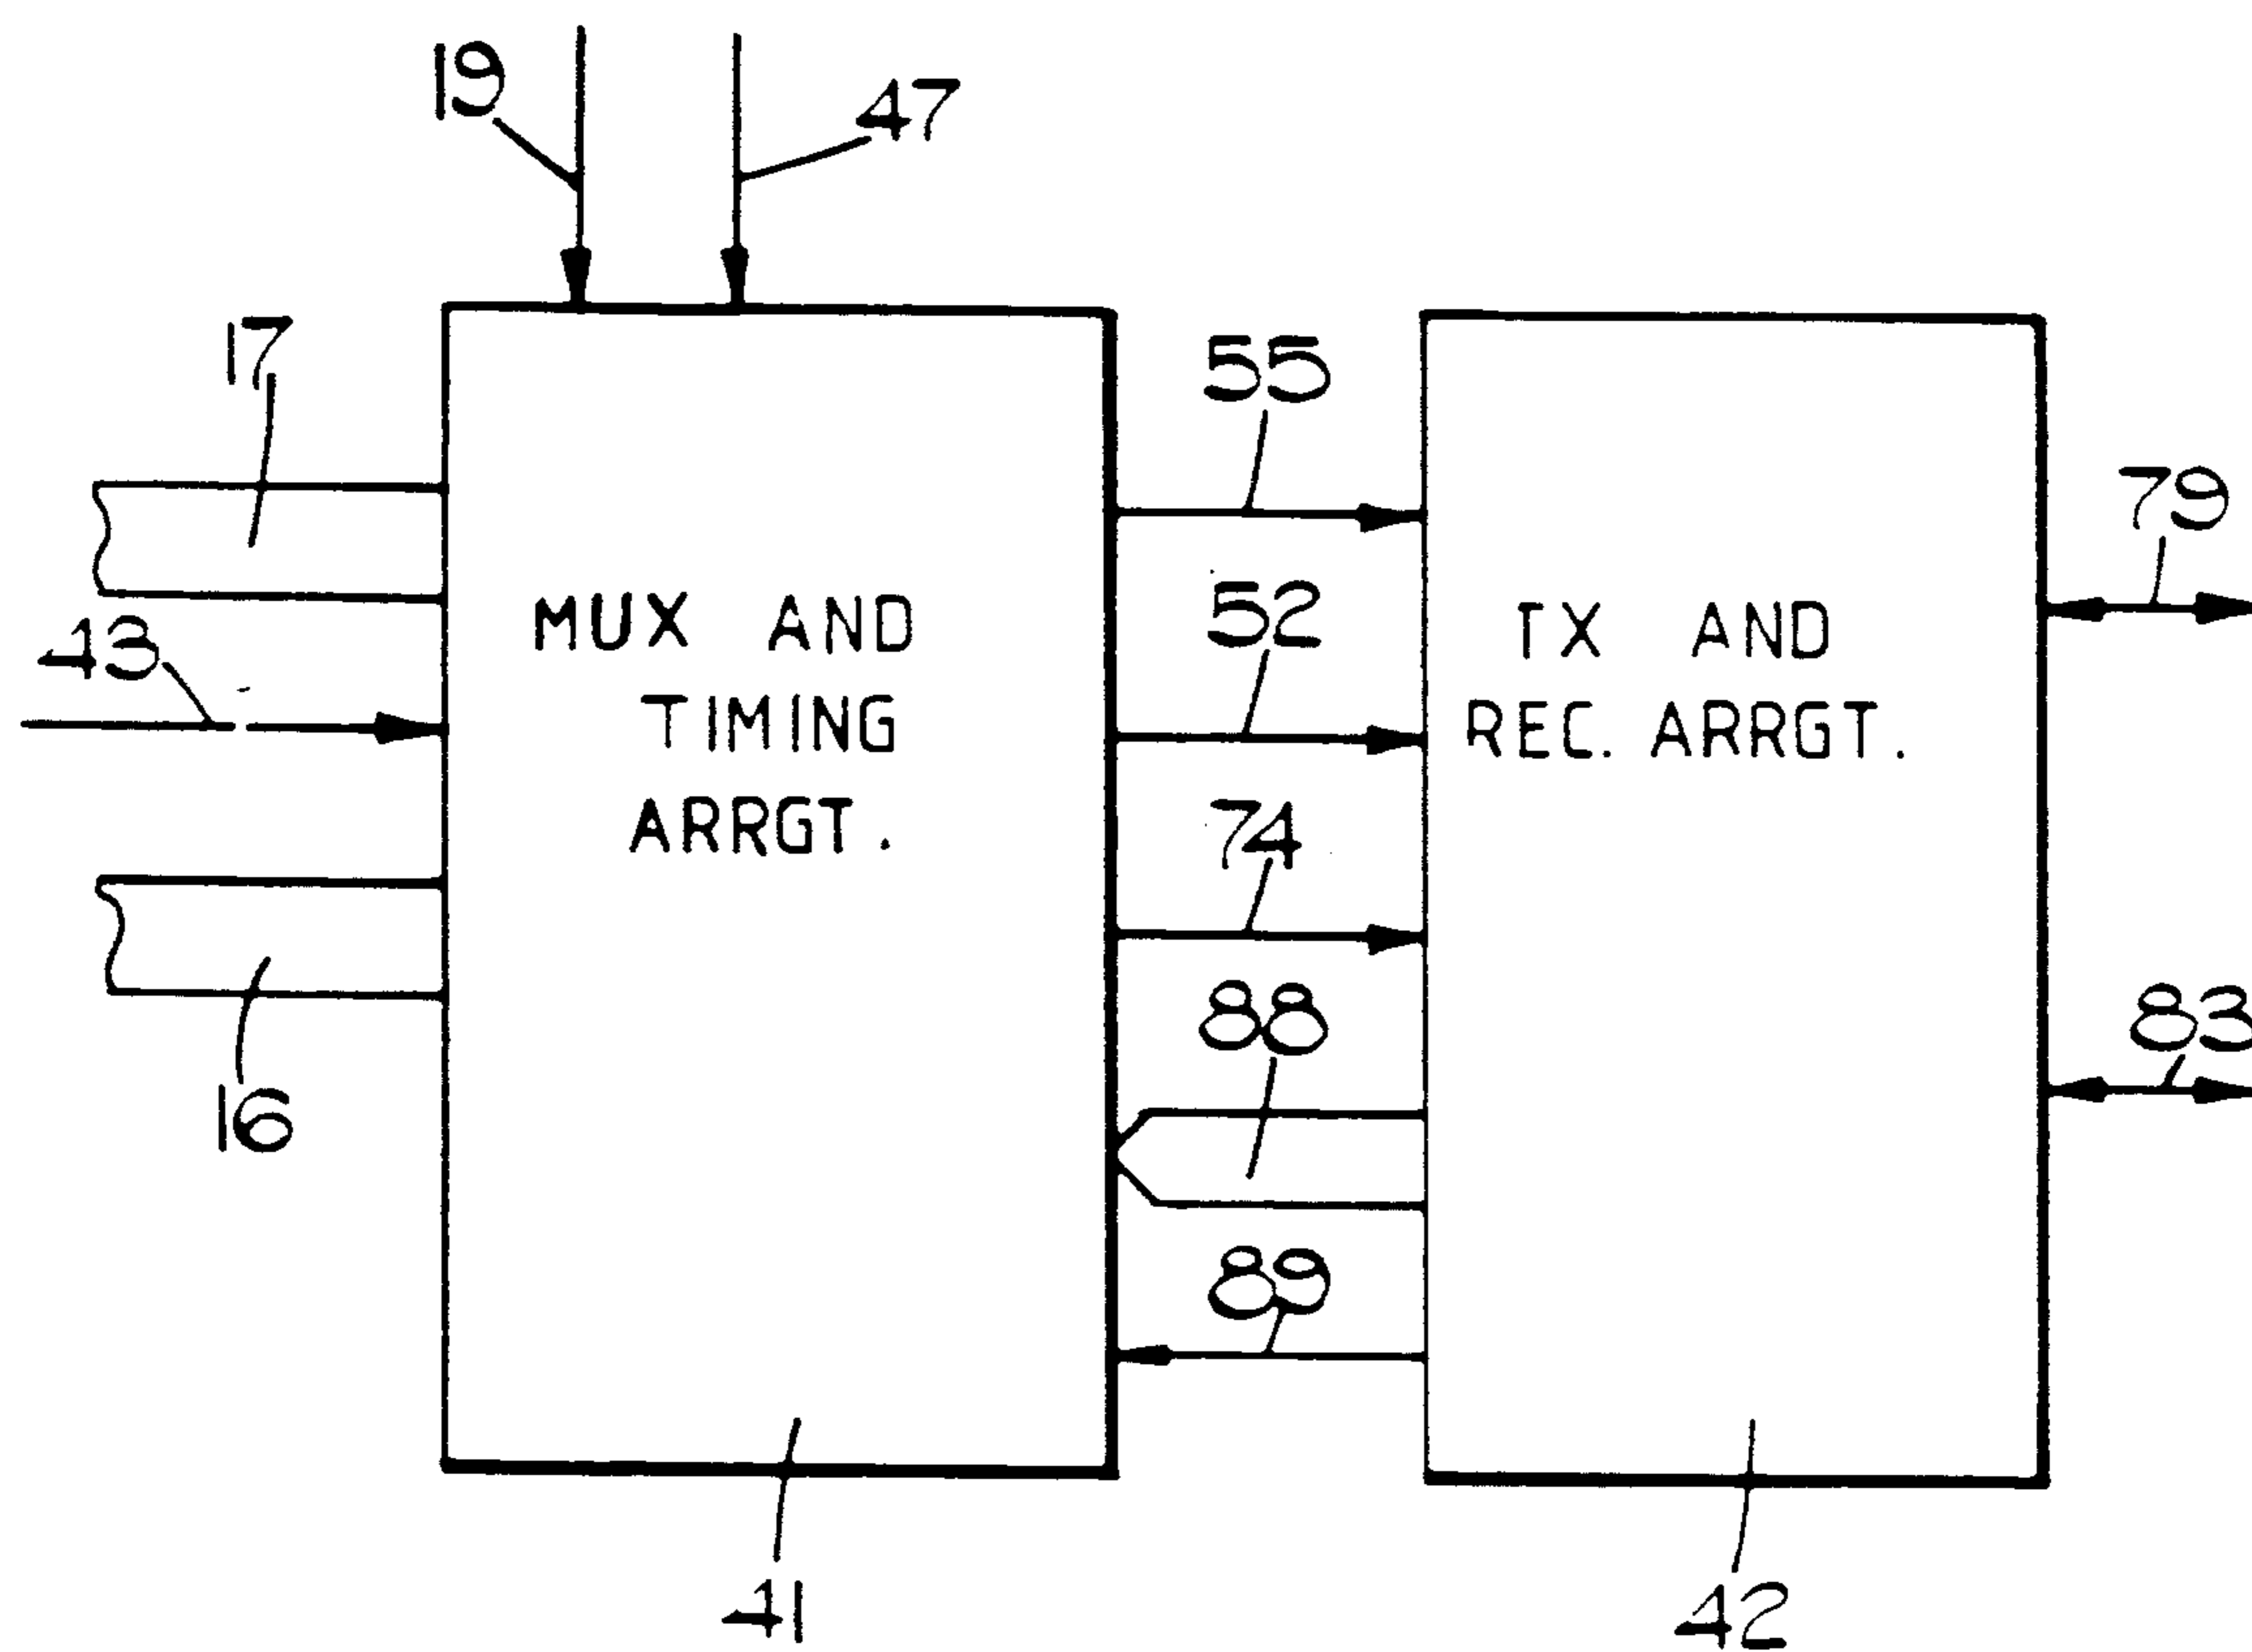 19
47
17
55
79
MUX AND
TIMING
ARRGT.
52
TX AND
REC. ARRGT.
43
74
88
83
16
89
41
42